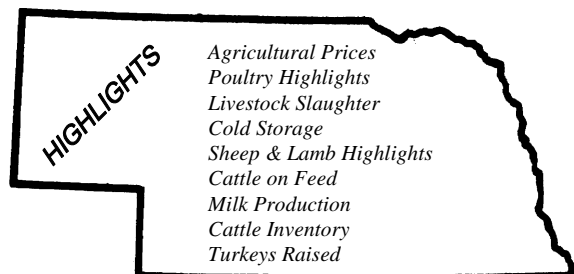 HIGHLIGHTS
Agricultural Prices
Poultry Highlights
Livestock Slaughter
Cold Storage
Sheep & Lamb Highlights
Cattle on Feed
Milk Production
Cattle Inventory
Turkeys Raised